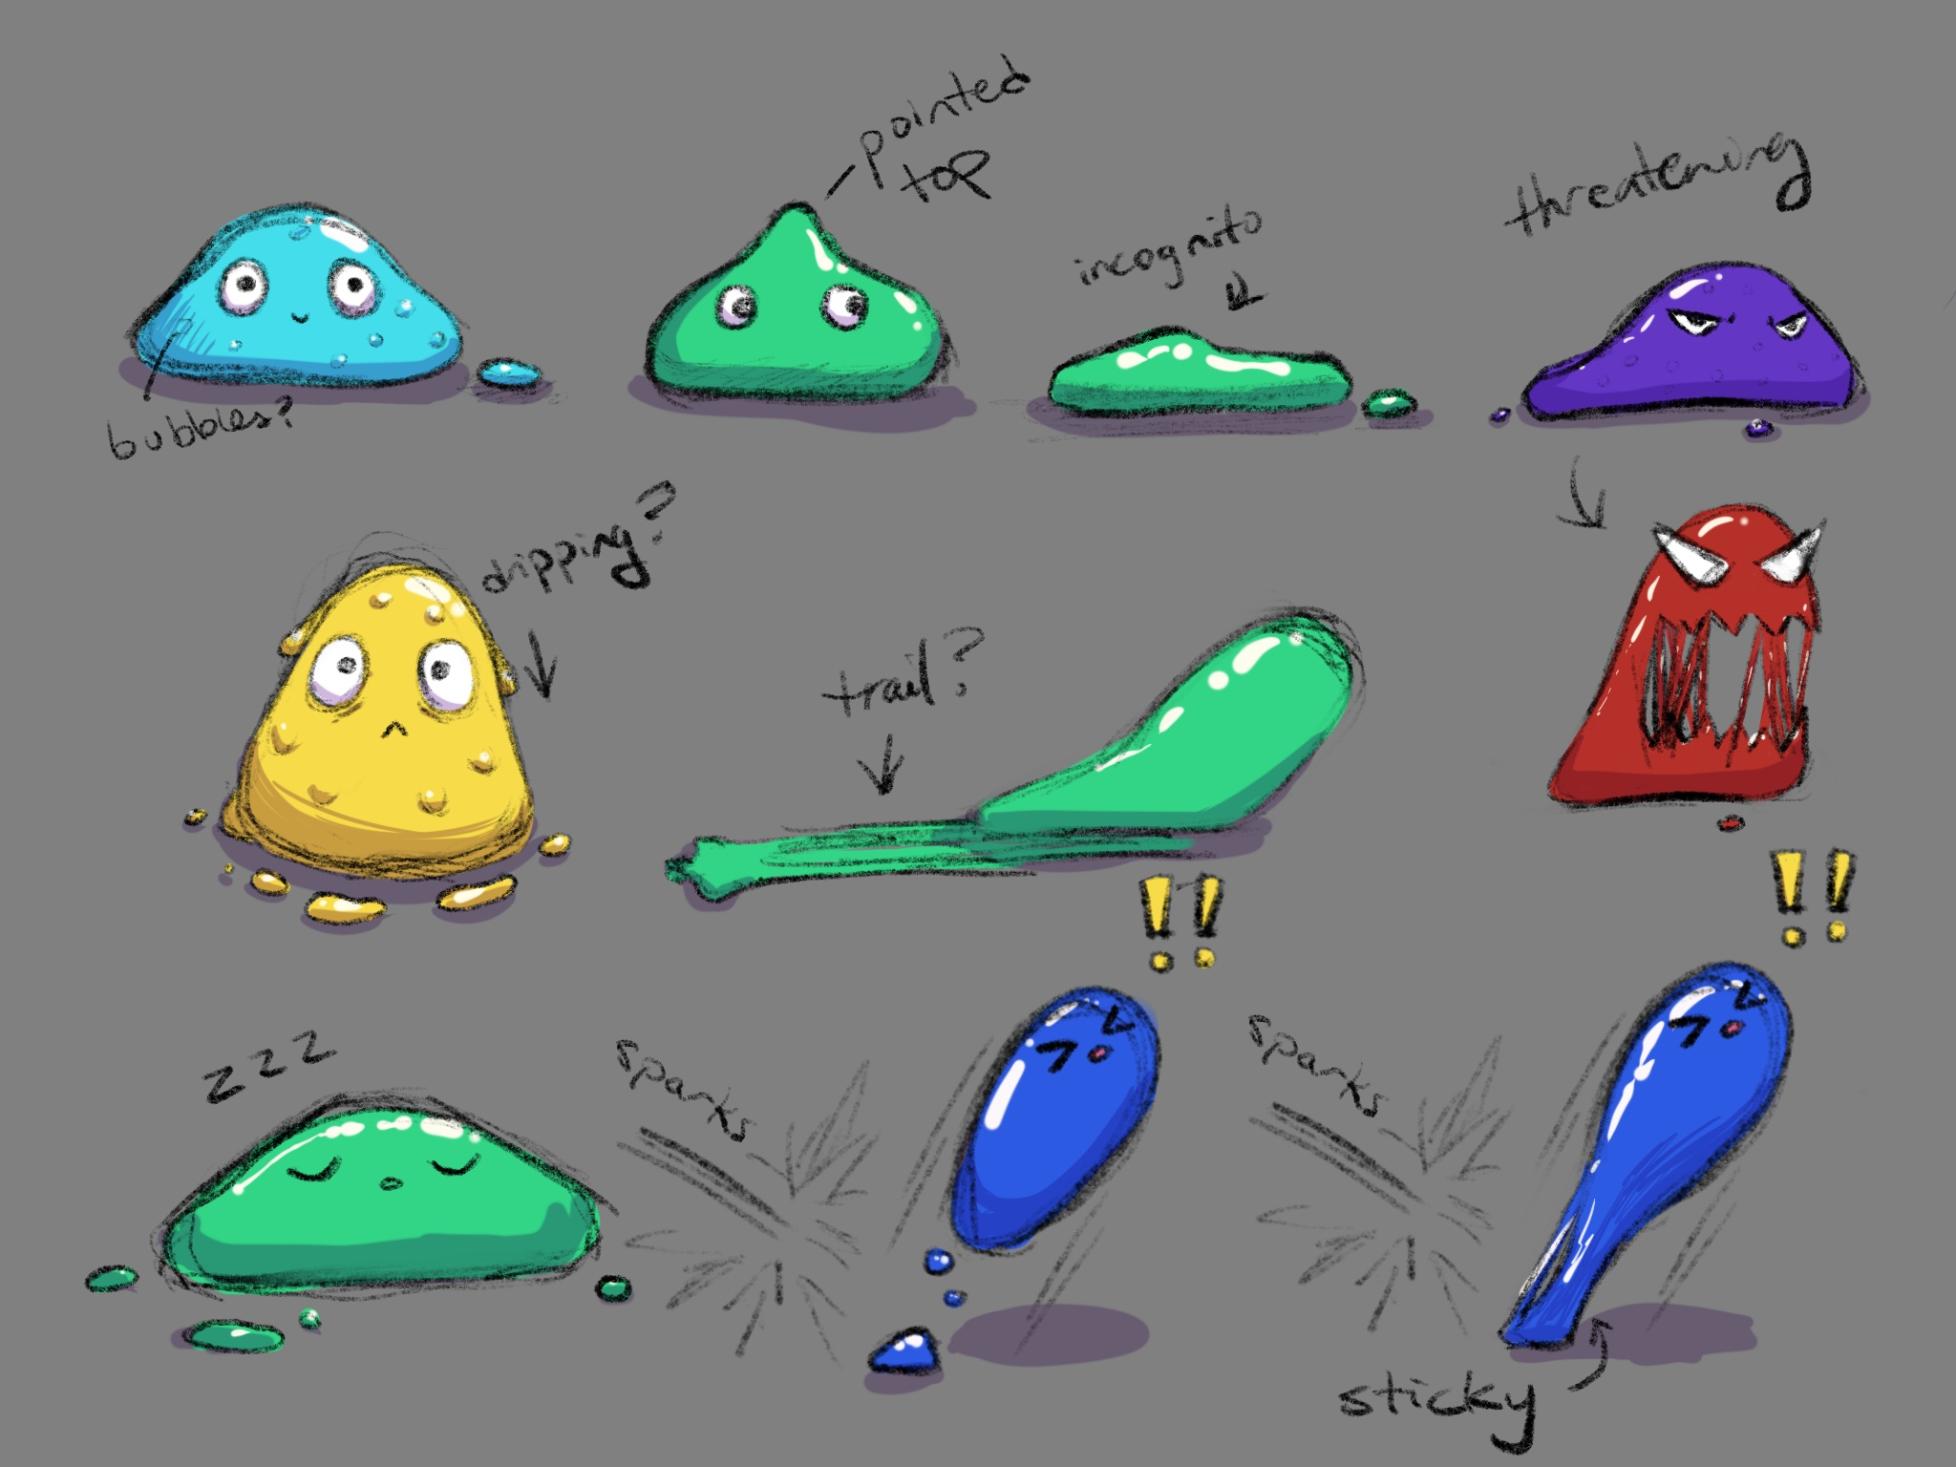 pointed
top
incognito
threatening
bubbles?
dripping?
trail?
!!
!!
zzz
sparks
sparks
sticky